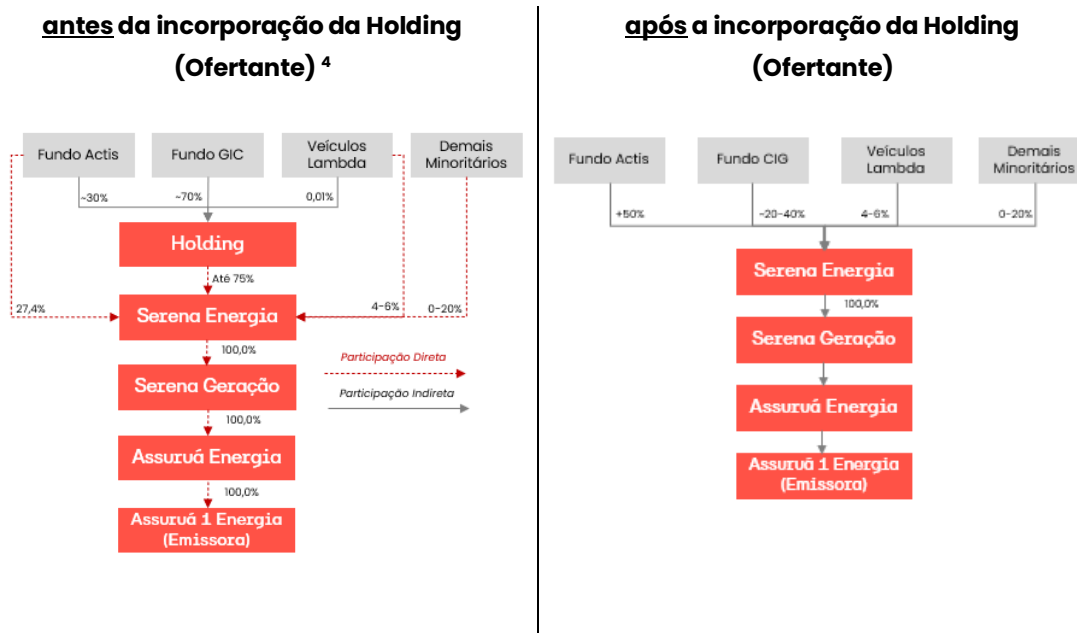 antes da incorporação da Holding
(Ofertante) 4
Fundo Actis
Fundo GIC
Veículos
Lambda
Demais
Minoritários
~30%
~70%
0,01%
Holding
Até 75%
27,4%
Serena Energia
4-6%
0-20%
100,0%
Serena Geração
Participação Direta
Participação Indireta
100,0%
Assuruá Energia
100,0%
Assuruá 1 Energia
(Emissora)
após a incorporação da Holding
(Ofertante)
Fundo Actis
Fundo CIG
Veículos
Lambda
Demais
Minoritários
+50%
~20-40%
4-6%
0-20%
Serena Energia
100,0%
Serena Geração
Assuruá Energia
Assuruá 1 Energia
(Emissora)